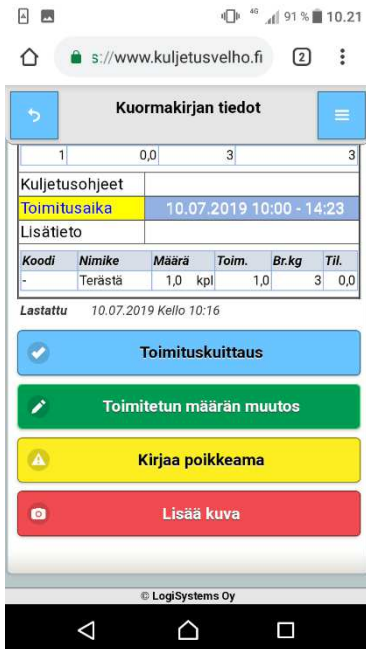 4G 91 % 10.21
s://www.kuljetusvelho.fi 2
Kuormakirjan tiedot
1 0,0 3 3
Kuljetusohjeet
Toimitusaika 10.07.2019 10:00 - 14:23
Lisätieto
Koodi Nimike Määrä Toim. Br.kg Til.
- Terästä 1,0 kpl 1,0 3 0,0
Lastattu 10.07.2019 Kello 10:16
Toimituskuittaus
Toimitetun määrän muutos
Kirjaa poikkeama
Lisää kuva
© LogiSystems Oy